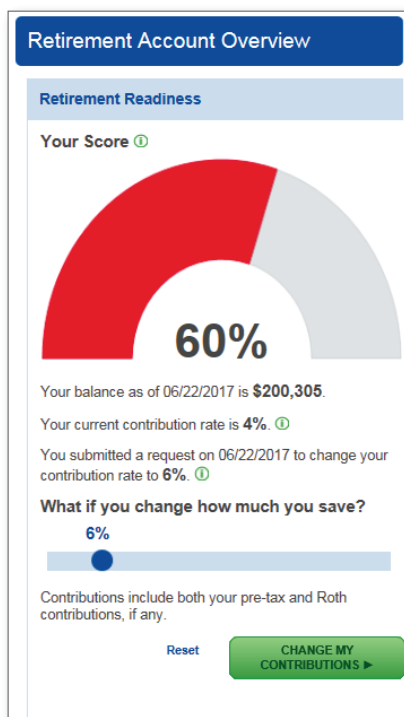 Retirement Account Overview
Retirement Readiness
Your Score
60%
Your balance as of 06/22/2017 is $200,305.
Your current contribution rate is 4%.
You submitted a request on 06/22/2017 to change your
contribution rate to 6%.
What if you change how much you save?
6%
Contributions include both your pre-tax and Roth
contributions, if any.
Reset
CHANGE MY
CONTRIBUTIONS ►